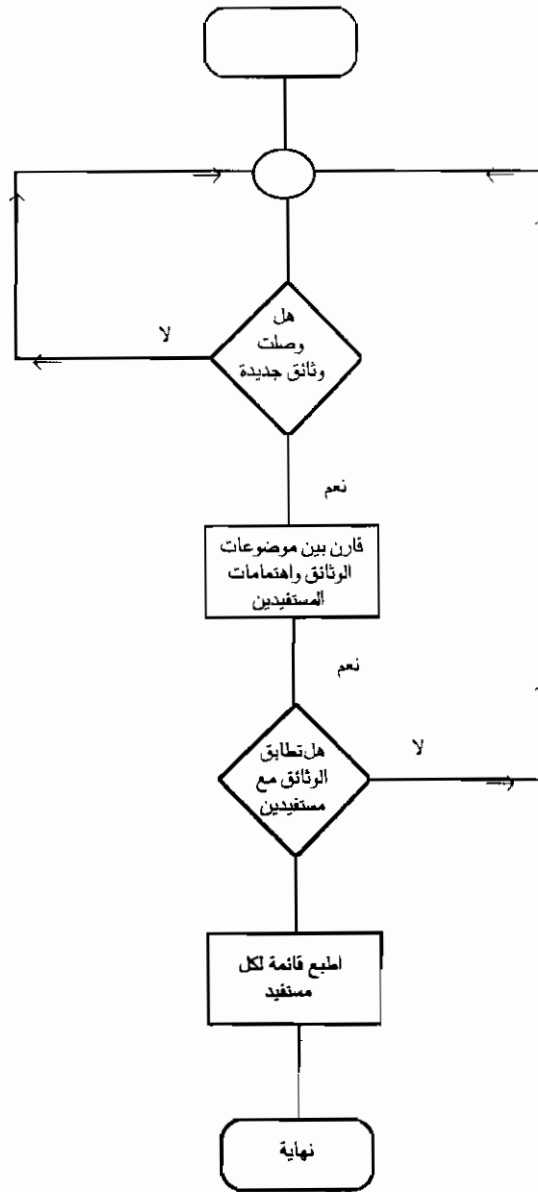 هل
وصلت
وثائق جديدة
لا
نعم
قارن بين موضوعات
الوثائق واهتمامات
المستفيدين
نعم
هل تطابق
الوثائق مع
مستفيدين
لا
اطبع قائمة لكل
مستفيد
نهاية